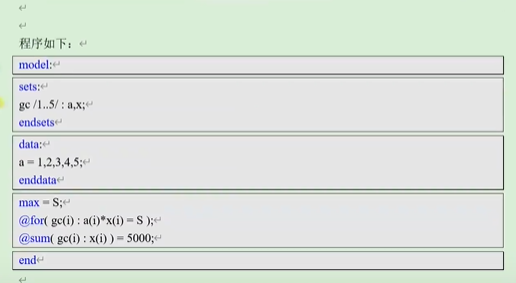 程序如下：
model:
sets:
gc /1..5/ : a,x;
endsets
data:
a = 1,2,3,4,5;
enddata
max = S;
@for( gc(i) : a(i)*x(i) = S );
@sum( gc(i) : x(i) ) = 5000;
end